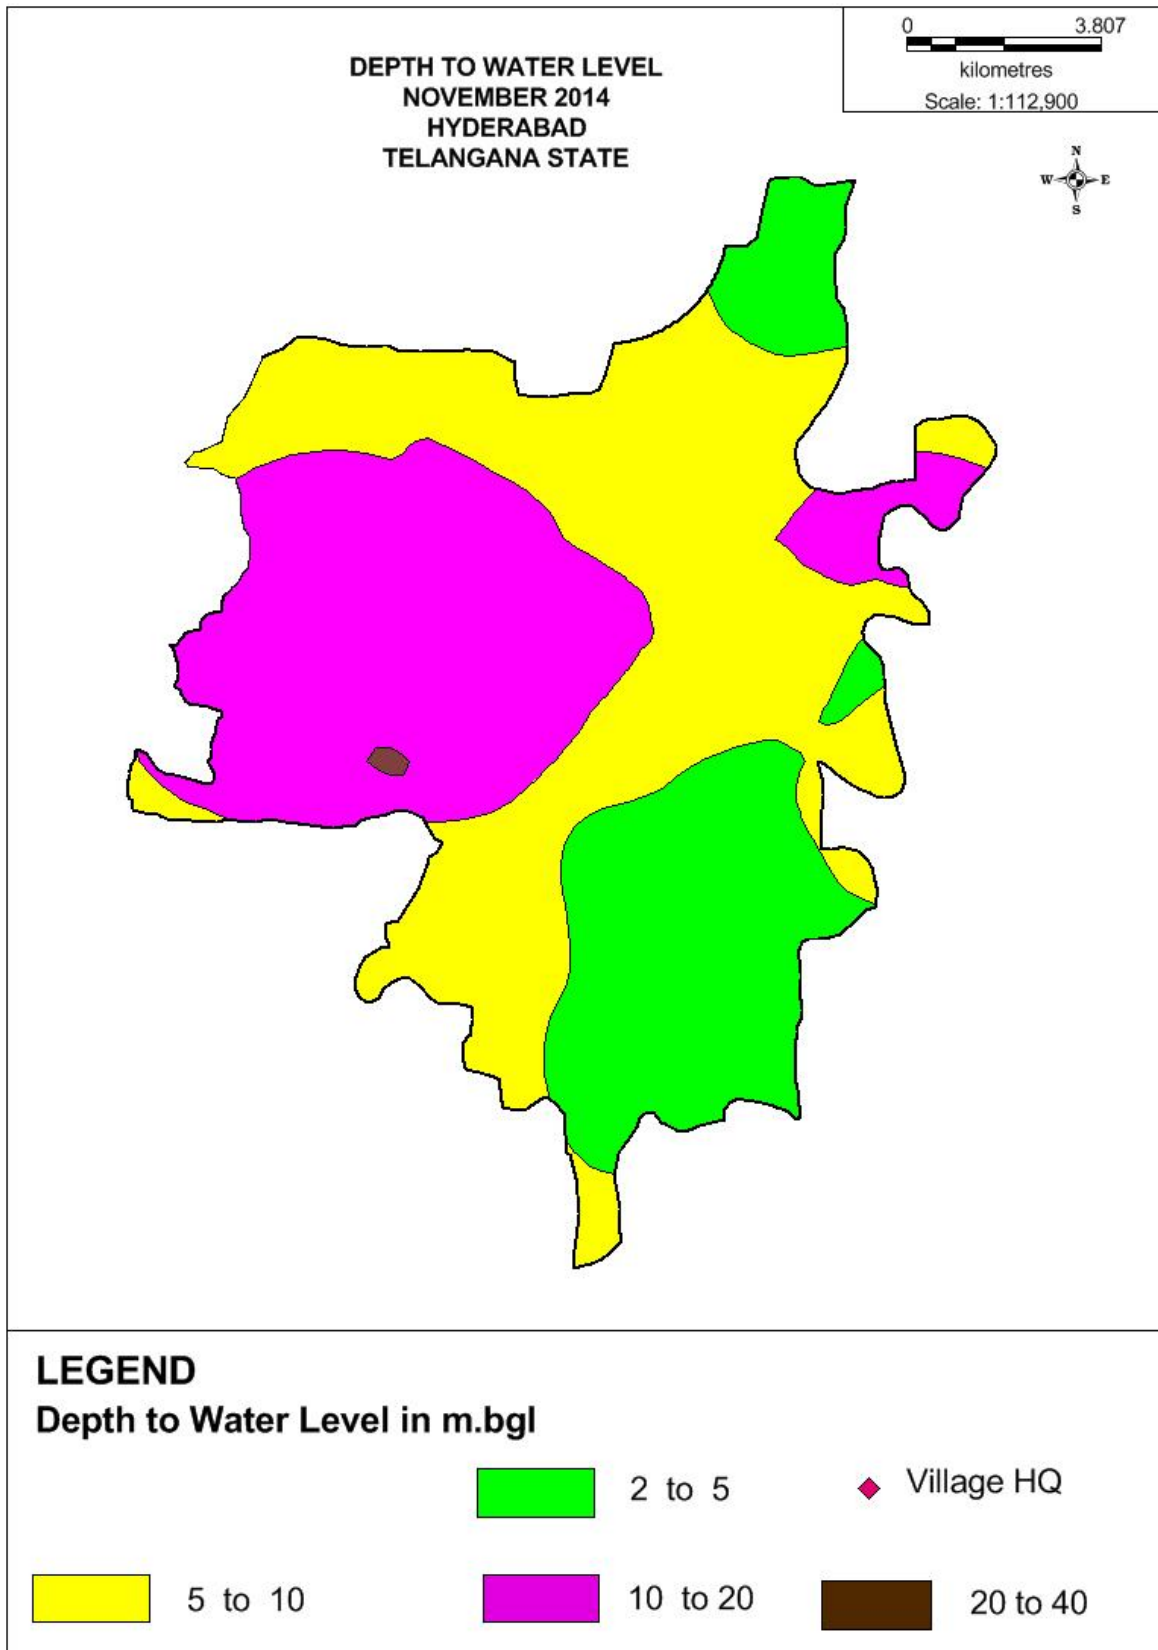 0 3.807
kilometres
Scale: 1:112,900
DEPTH TO WATER LEVEL
NOVEMBER 2014
HYDERABAD
TELANGANA STATE
N
W E
S
LEGEND
Depth to Water Level in m.bgl
2 to 5 Village HQ
5 to 10 10 to 20 20 to 40